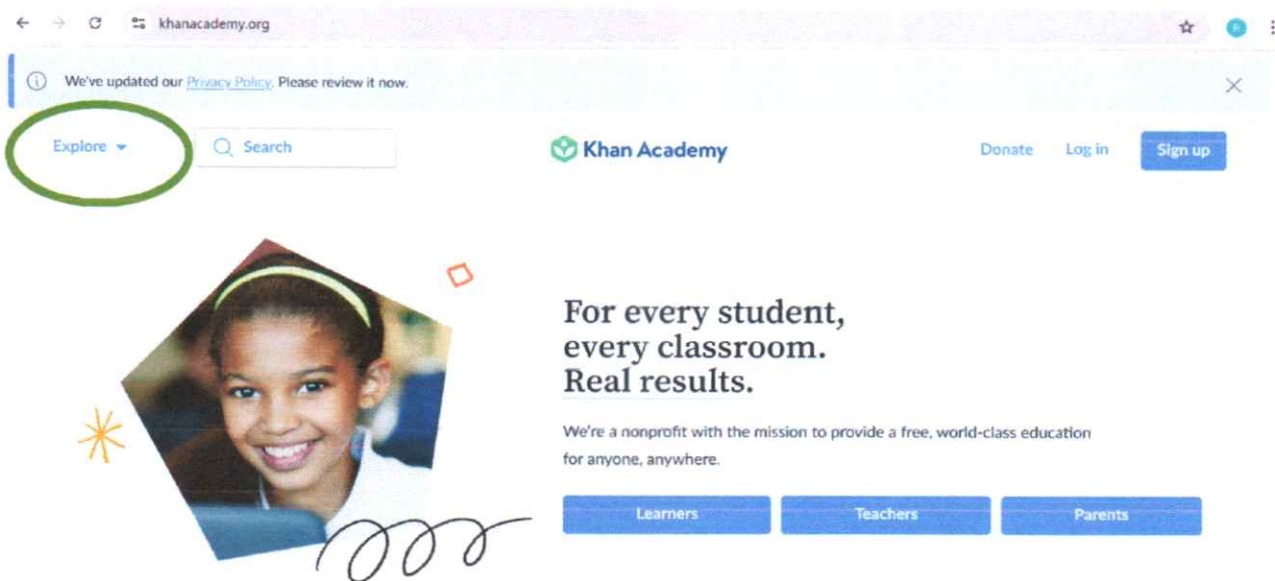 khanacademy.org
We've updated our Privacy Policy. Please review it now.
Explore
Search
Khan Academy
Donate
Log in
Sign up
For every student,
every classroom.
Real results.
We're a nonprofit with the mission to provide a free, world-class education
for anyone, anywhere.
Learners
Teachers
Parents